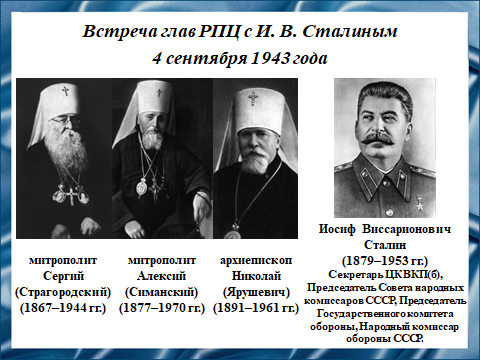 Встреча глав РПЦ с И. В. Сталиным
4 сентября 1943 года
митрополит
Сергий
(Страгородский)
(1867–1944 гг.)
митрополит
Алексий
(Симанский)
(1877–1970 гг.)
архиепископ
Николай
(Ярушевич)
(1891–1961 гг.)
Иосиф Виссарионович
Сталин
(1879–1953 гг.)
Секретарь ЦК ВКП(б),
Председатель Совета народных
комиссаров СССР, Председатель
Государственного комитета
обороны, Народный комиссар
обороны СССР.